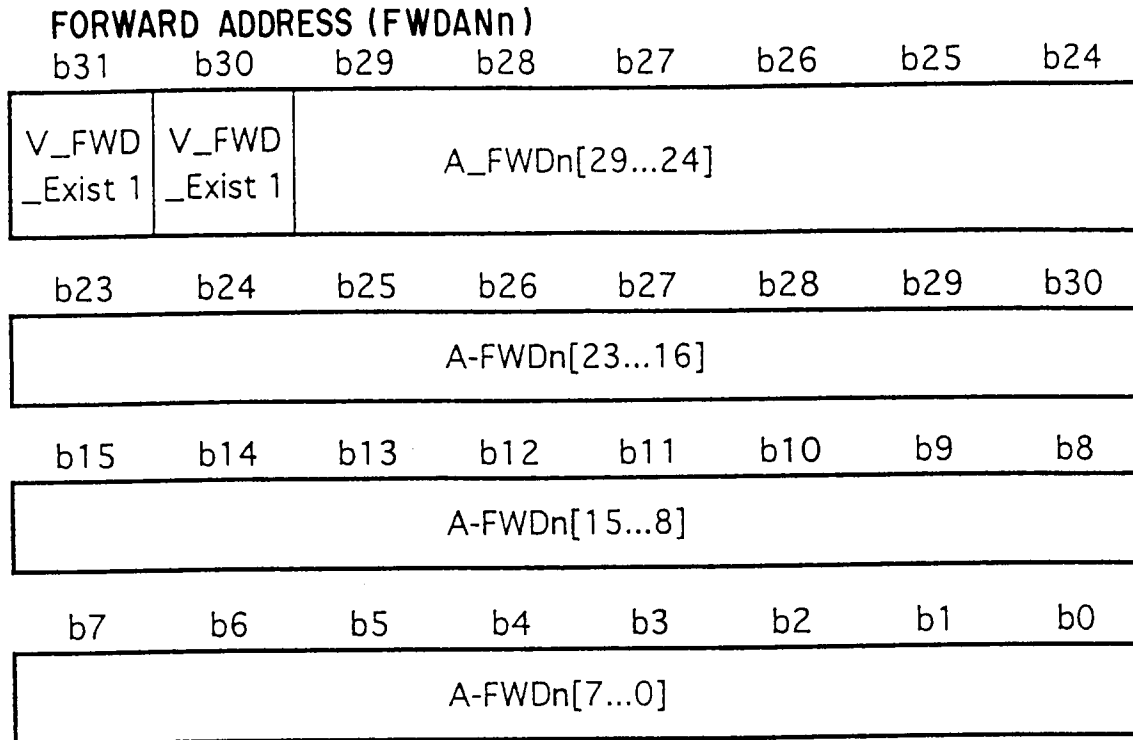 FORWARD ADDRESS (FWDANn)
b31 b30 b29 b28 b27 b26 b25 b24
V_FWD V_FWD A_FWDn[29...24]
_Exist 1 _Exist 1
b23 b24 b25 b26 b27 b28 b29 b30
A-FWDn[23...16]
b15 b14 b13 b12 b11 b10 b9 b8
A-FWDn[15...8]
b7 b6 b5 b4 b3 b2 b1 b0
A-FWDn[7...0]